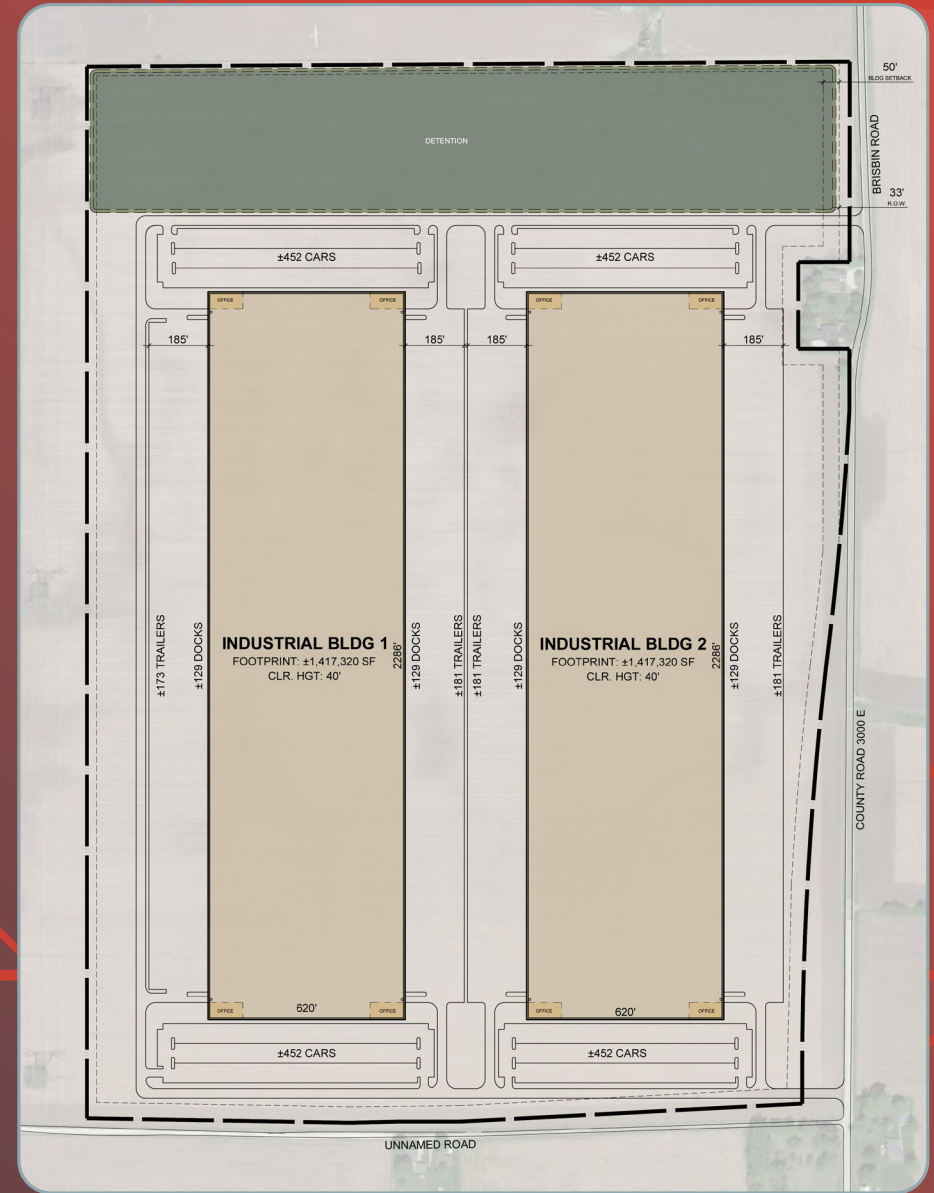 50'
BLDG SETBACK
DETENTION
BRISBIN ROAD
33'
R.O.W.
±452 CARS
±452 CARS
OFFICE
OFFICE
OFFICE
OFFICE
185'
185'
185'
185'
±173 TRAILERS
±129 DOCKS
INDUSTRIAL BLDG 1
FOOTPRINT: ±1,417,320 SF
CLR. HGT: 40'
2286'
±129 DOCKS
±181 TRAILERS
±181 TRAILERS
±129 DOCKS
INDUSTRIAL BLDG 2
FOOTPRINT: ±1,417,320 SF
CLR. HGT: 40'
2286'
±129 DOCKS
±181 TRAILERS
COUNTY ROAD 3000 E
OFFICE
620'
OFFICE
OFFICE
620'
OFFICE
±452 CARS
±452 CARS
UNNAMED ROAD